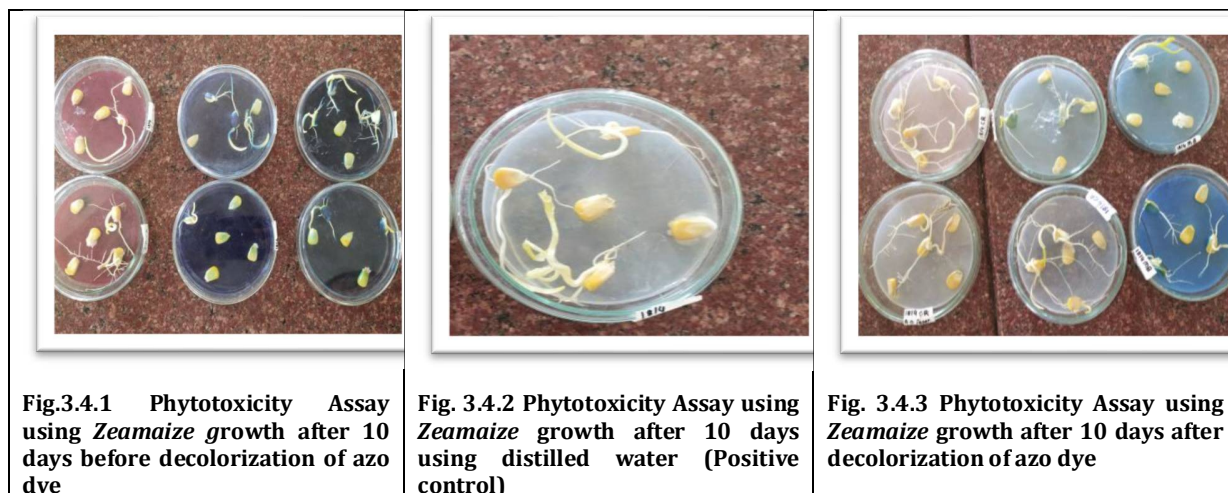 1014
Fig.3.4.1 Phytotoxicity Assay
using Zeamaize growth after 10
days before decolorization of azo
dye
Fig. 3.4.2 Phytotoxicity Assay using
Zeamaize growth after 10 days
using distilled water (Positive
control)
Fig. 3.4.3 Phytotoxicity Assay using
Zeamaize growth after 10 days after
decolorization of azo dye